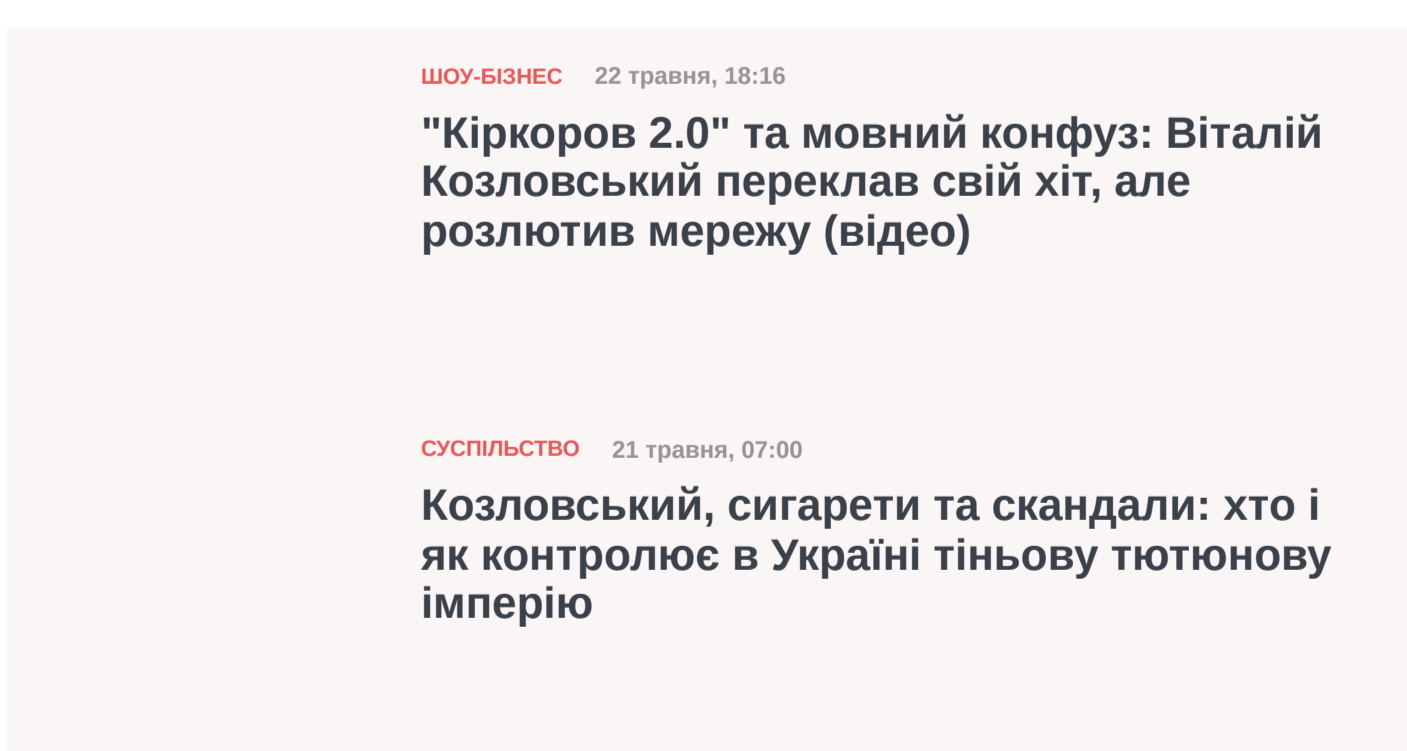 ШОУ-БІЗНЕС 22 травня, 18:16
"Кіркоров 2.0" та мовний конфуз: Віталій
Козловський переклав свій хіт, але
розлютив мережу (відео)
СУСПІЛЬСТВО 21 травня, 07:00
Козловський, сигарети та скандали: хто і
як контролює в Україні тіньову тютюнову
імперію